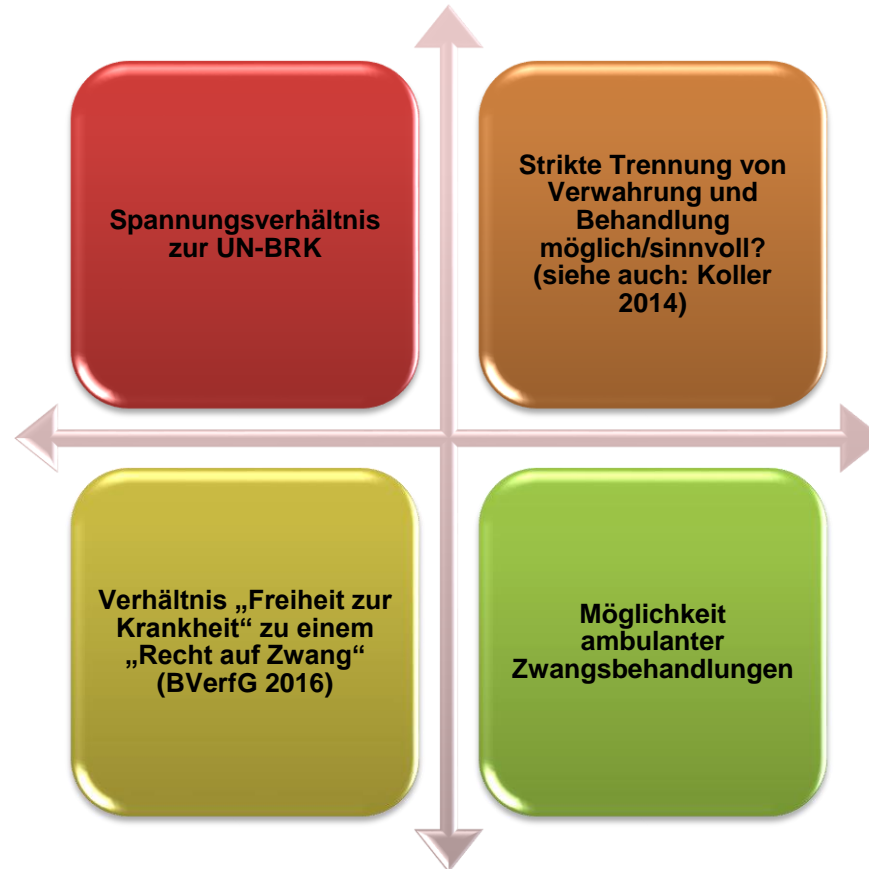 Spannungsverhältnis
zur UN-BRK
Strikte Trennung von
Verwahrung und
Behandlung
möglich/sinnvoll?
(siehe auch: Koller
2014)
Verhältnis „Freiheit zur
Krankheit“ zu einem
„Recht auf Zwang“
(BVerfG 2016)
Möglichkeit
ambulanter
Zwangsbehandlungen